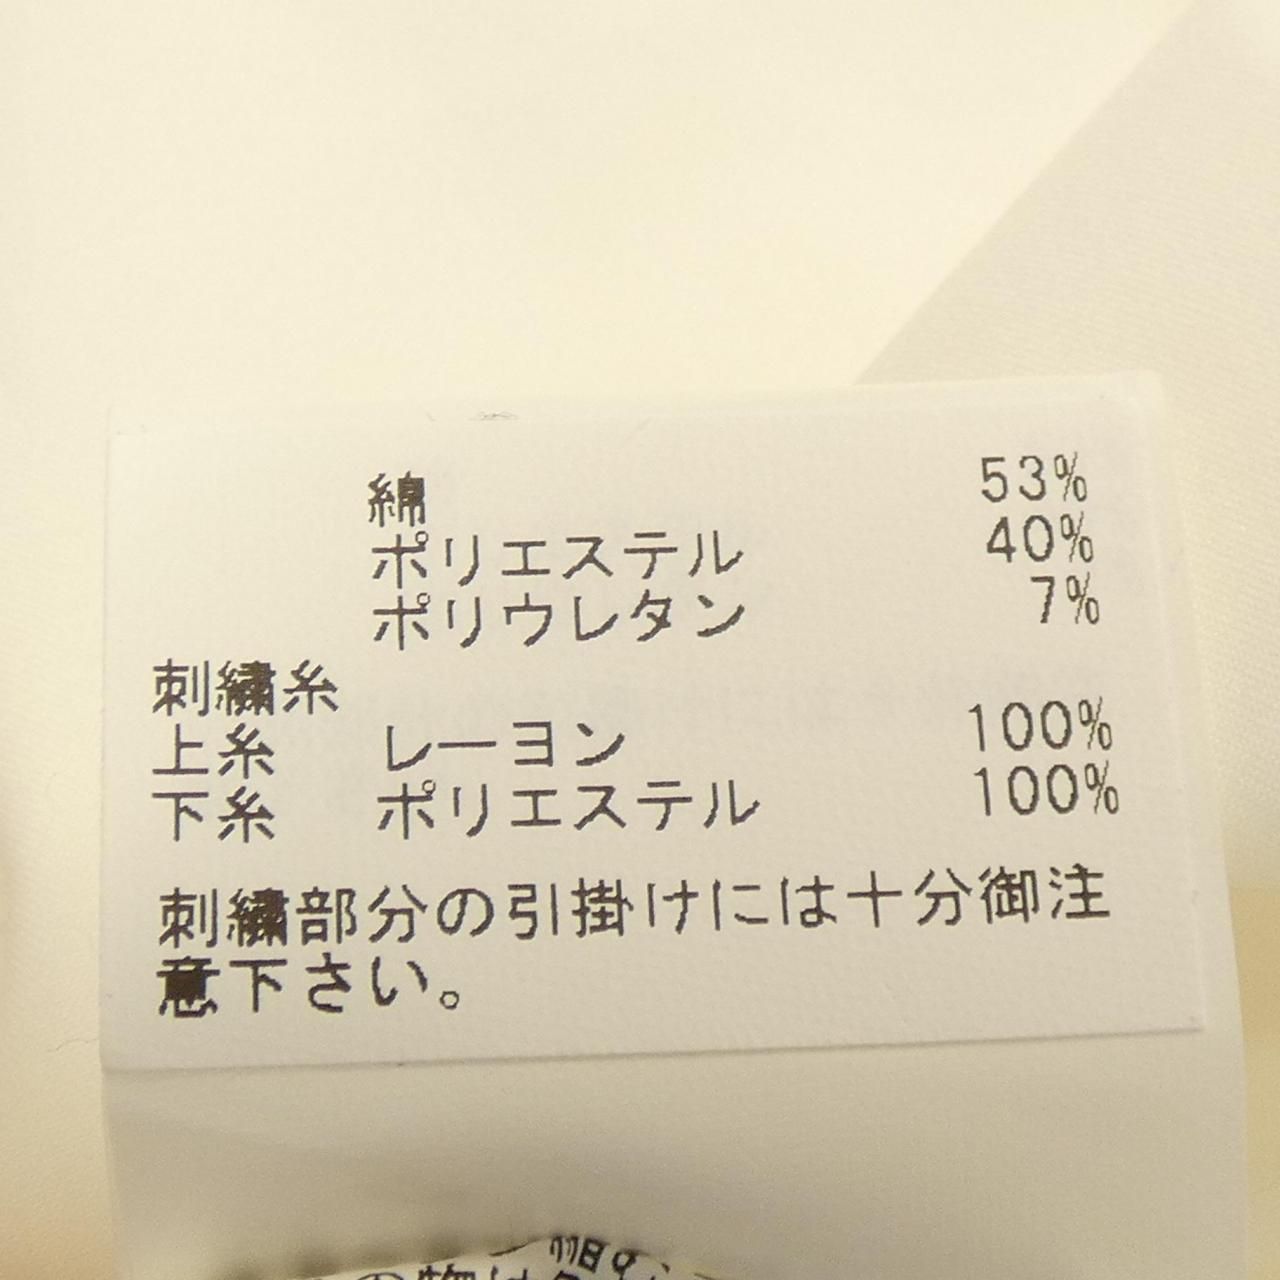 綿 53%
ポリエステル 40%
ポリウレタン 7%
刺繍糸
上糸 レーヨン 100%
下糸 ポリエステル 100%
刺繍部分の引掛けには十分御注
意下さい。